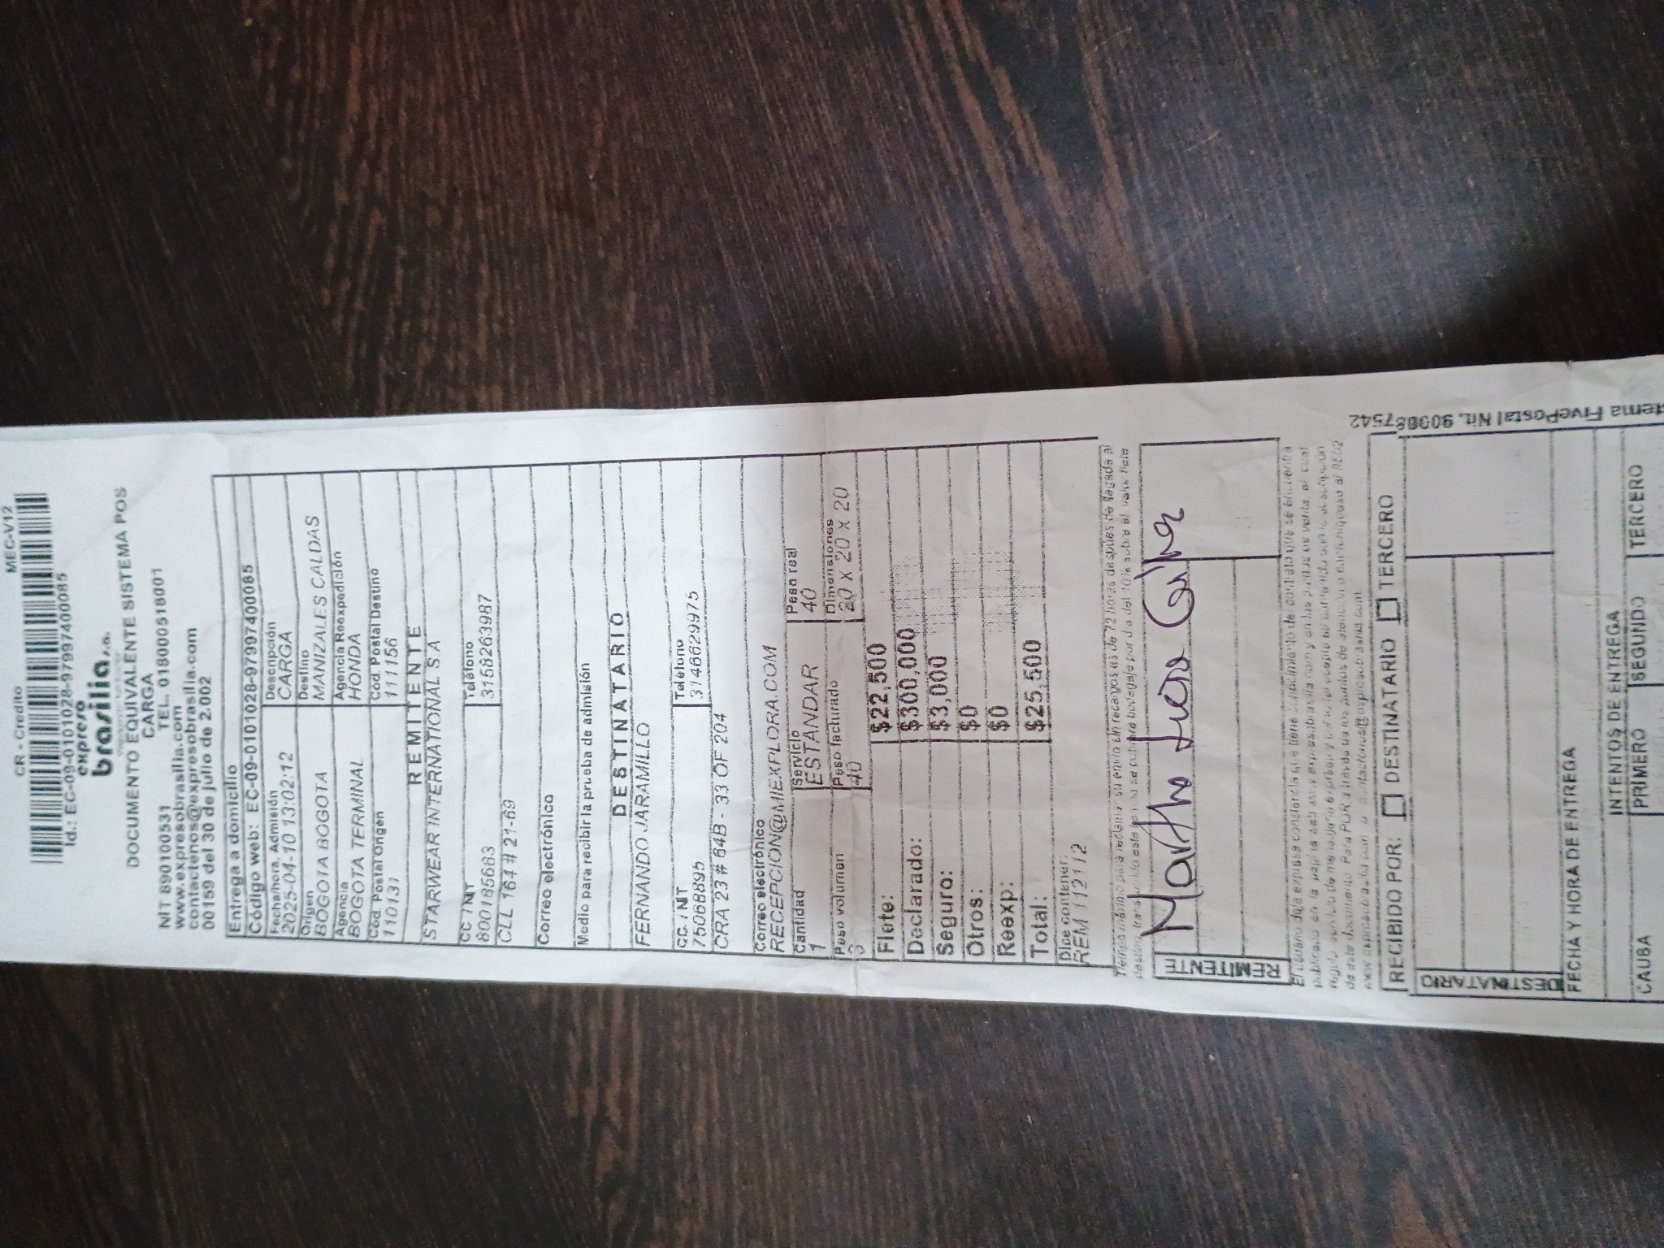 CR - Credito
MEC-V12
Id.: EC-09-0101028-97997400085
expreso
brasilia s.a.
DOCUMENTO EQUIVALENTE SISTEMA POS
CARGA
NIT 890100531 TEL. 018000518001
www.expresobrasilia.com
contactenos@expresobrasilia.com
00159 del 30 de julio de 2.002
Entrega a domicilio
Código web: EC-09-0101028-97997400085
Fecha/hora, Admisión Descripción
2025-04-10 13:02:12 CARGA
Origen Destino
BOGOTA BOGOTA MANIZALES CALDAS
Agencia Agencia Reexpedición
BOGOTA TERMINAL HONDA
Cod Postal Origen Cod Postal Destino
110131 111156
REMITENTE
STARWEAR INTERNATIONAL S A
CC / NIT Teléfono
800185683 3158263987
CLL 164 # 21-69
Correo electrónico
Medio para recibir la prueba de admisión
DESTINATARIO
FERNANDO JARAMILLO
CC. / NIT Teléfono
75068895 3146629975
CRA 23 # 64B - 33 OF 204
Correo electrónico
RECEPCION@MIEXPLORA.COM
Cantidad Servicio Peso real
1 ESTANDAR 40
Peso volumen Peso facturado Dimensiones
3 40 20 x 20 x 20
Flete: $22,500
Declarado: $300,000
Seguro: $3,000
Otros: $0
Reexp: $0
Total: $25,500
Dice contener:
REM 112112
REMITENTE
RECIBIDO POR: DESTINATARIO TERCERO
DESTINATARIO
FECHA Y HORA DE ENTREGA
INTENTOS DE ENTREGA
CAUSA PRIMERO SEGUNDO TERCERO